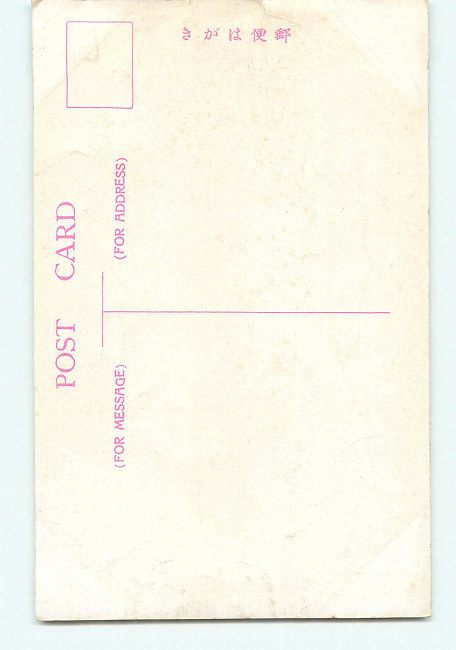 きがは便郵
POST CARD
(FOR ADDRESS)
(FOR MESSAGE)